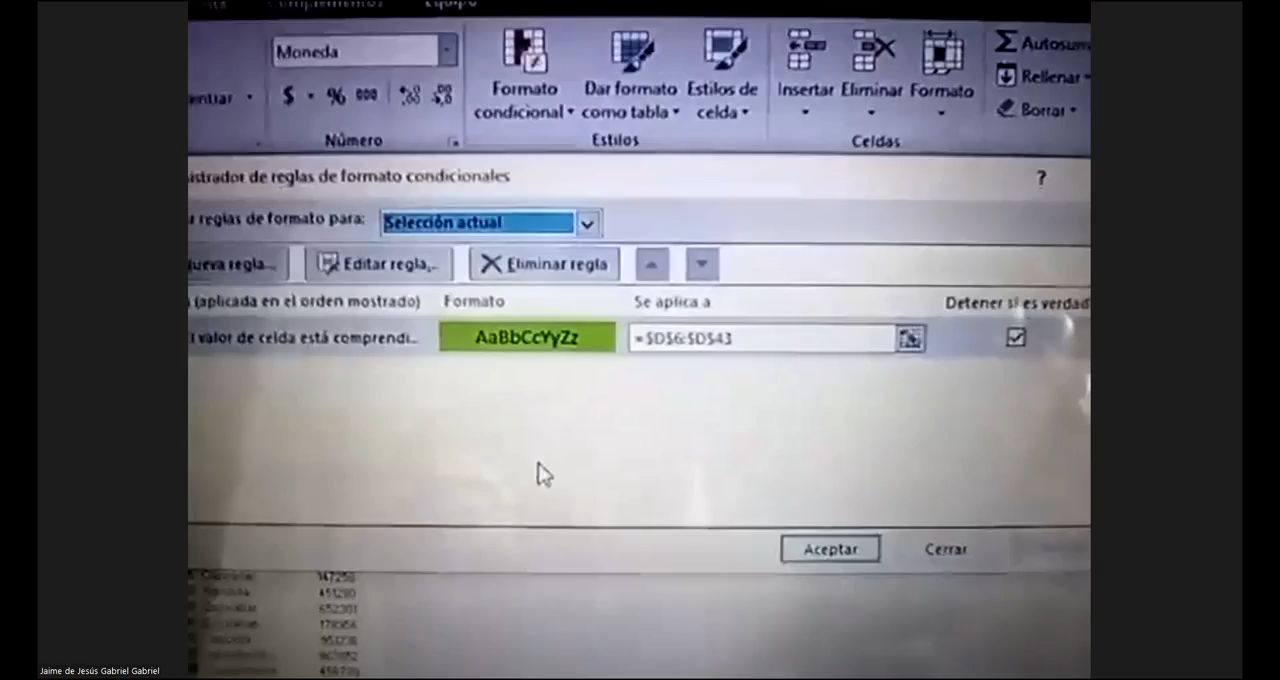 Equipo
Moneda
$ % 000
Número
Formato condicional
Dar formato como tabla
Estilos de celda
Estilos
Insertar
Eliminar
Formato
Celdas
Autosum
Rellenar
Borrar
istrador de reglas de formato condicionales
?
r reglas de formato para: Selección actual
ueva regla...
Editar regla...
Eliminar regla
(aplicada en el orden mostrado)
Formato
Se aplica a
Detener si es verdad
valor de celda está comprendi...
AaBbCcYyZz
=$D$6:$D$43
Aceptar
Cerrar
147258
Jaime de Jesús Gabriel Gabriel